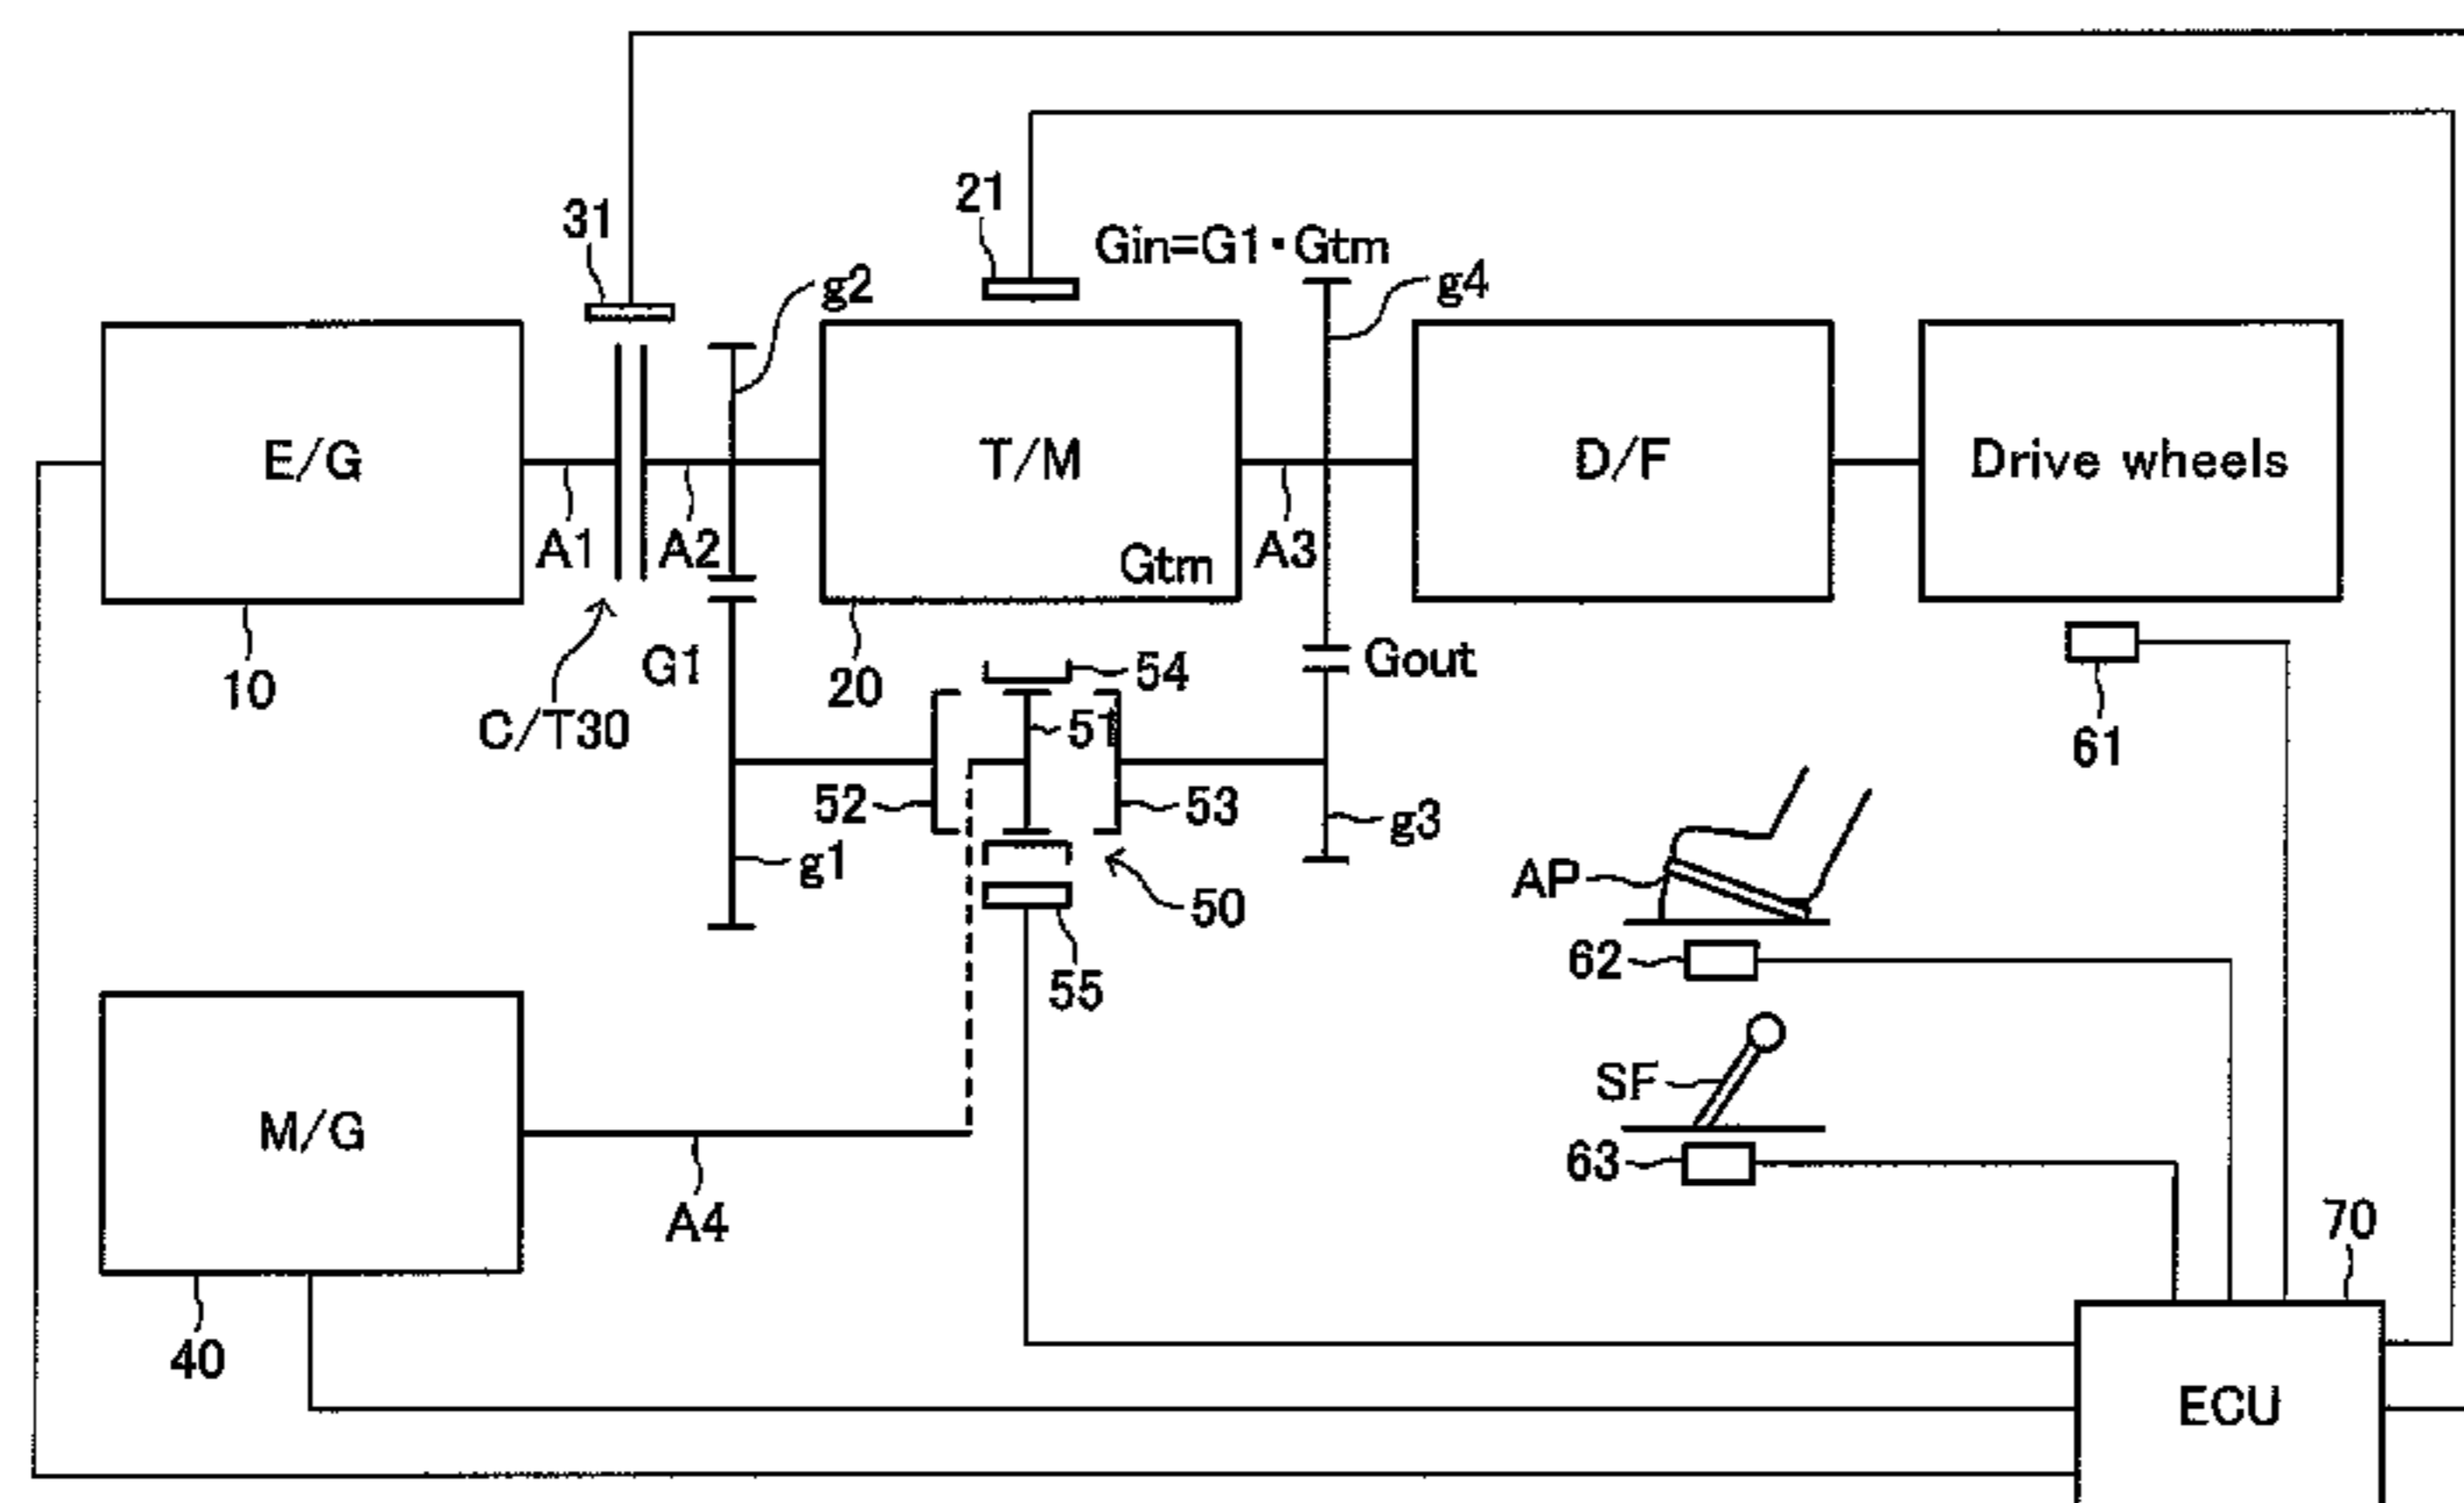 31
21
Gin=G1・Gtm
g2
g4
E/G
T/M
D/F
Drive wheels
A1
A2
Gtm
A3
10
C/T30
G1
20
54
Gout
51
61
52
53
g1
g3
50
AP
55
62
M/G
SF
A4
63
70
40
ECU